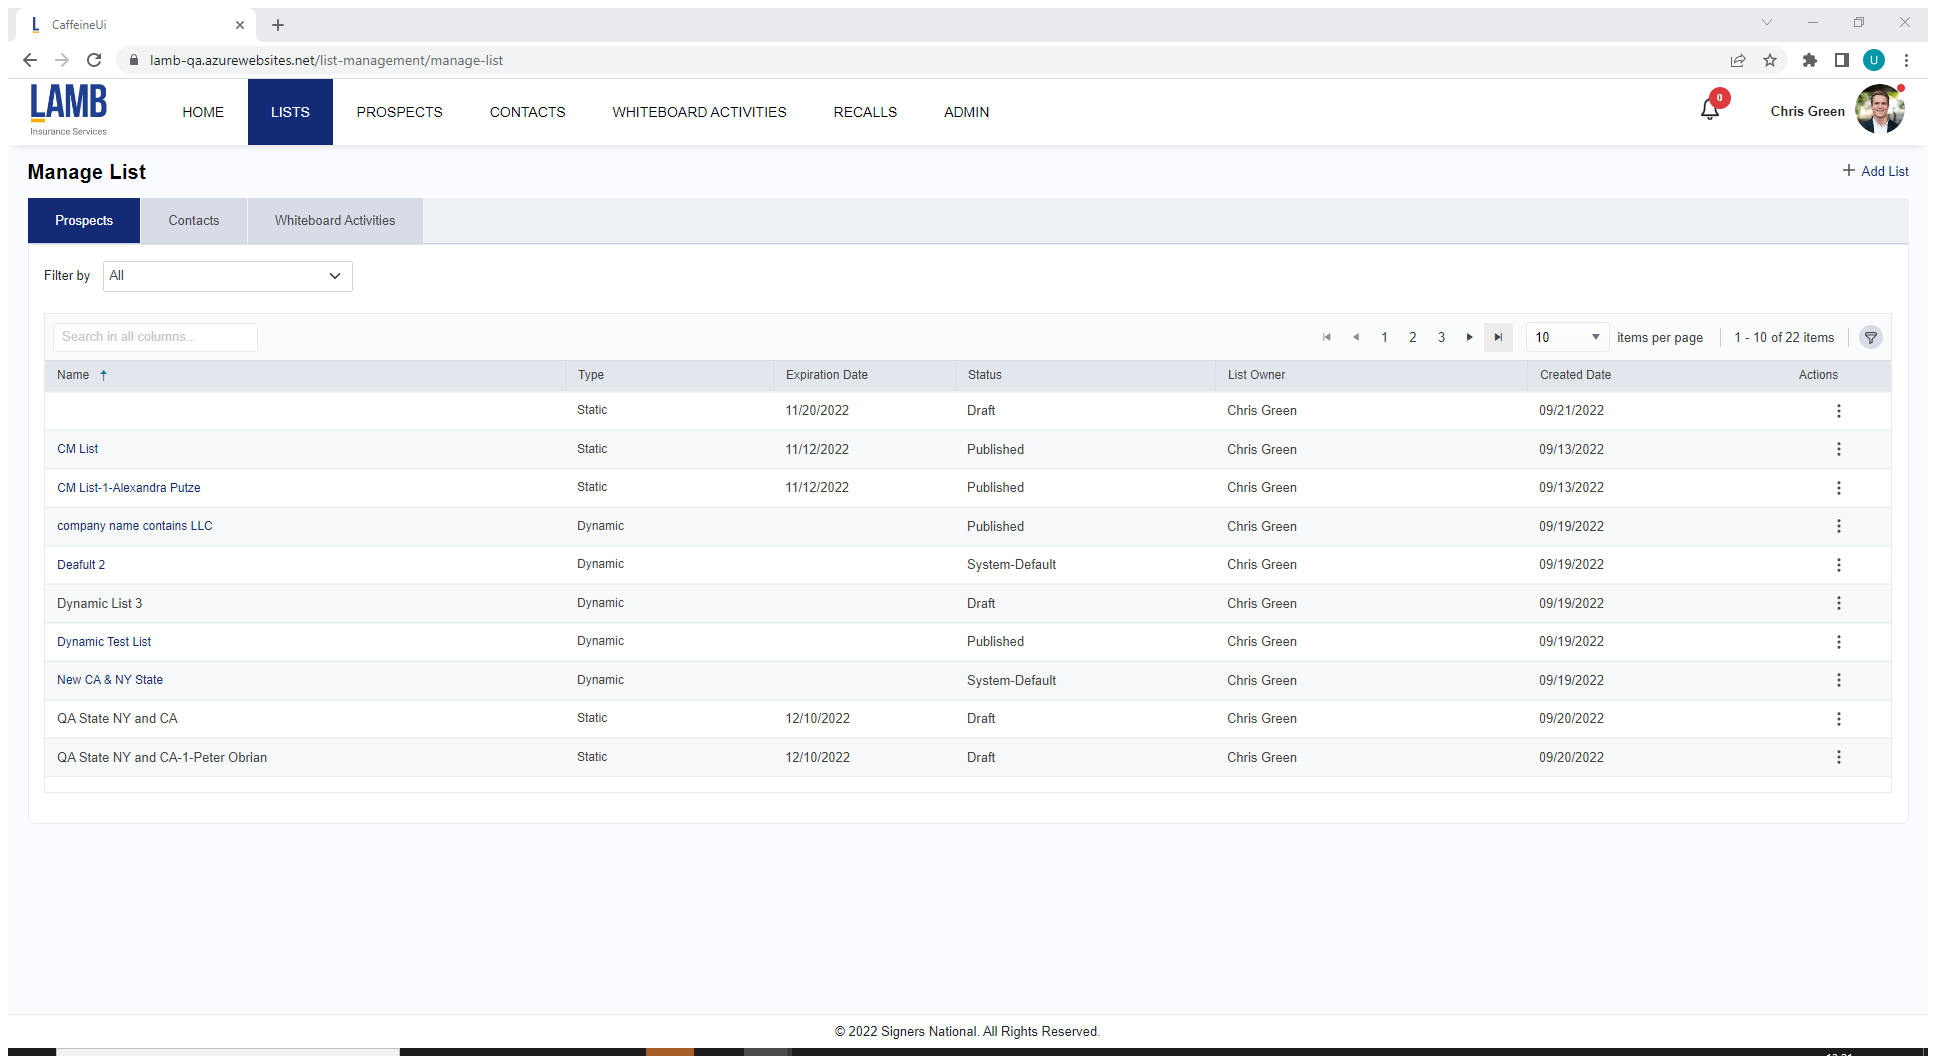 L CaffeineUi
lamb-qa.azurewebsites.net/list-management/manage-list
U
LAMB
Insurance Services
HOME LISTS PROSPECTS CONTACTS WHITEBOARD ACTIVITIES RECALLS ADMIN
0
Chris Green
Manage List
+ Add List
Prospects Contacts Whiteboard Activities
Filter by All
Search in all columns...
1 2 3 10 items per page 1 - 10 of 22 items
Name Type Expiration Date Status List Owner Created Date Actions
Static 11/20/2022 Draft Chris Green 09/21/2022
CM List Static 11/12/2022 Published Chris Green 09/13/2022
CM List-1-Alexandra Putze Static 11/12/2022 Published Chris Green 09/13/2022
company name contains LLC Dynamic Published Chris Green 09/19/2022
Deafult 2 Dynamic System-Default Chris Green 09/19/2022
Dynamic List 3 Dynamic Draft Chris Green 09/19/2022
Dynamic Test List Dynamic Published Chris Green 09/19/2022
New CA & NY State Dynamic System-Default Chris Green 09/19/2022
QA State NY and CA Static 12/10/2022 Draft Chris Green 09/20/2022
QA State NY and CA-1-Peter Obrian Static 12/10/2022 Draft Chris Green 09/20/2022
© 2022 Signers National. All Rights Reserved.